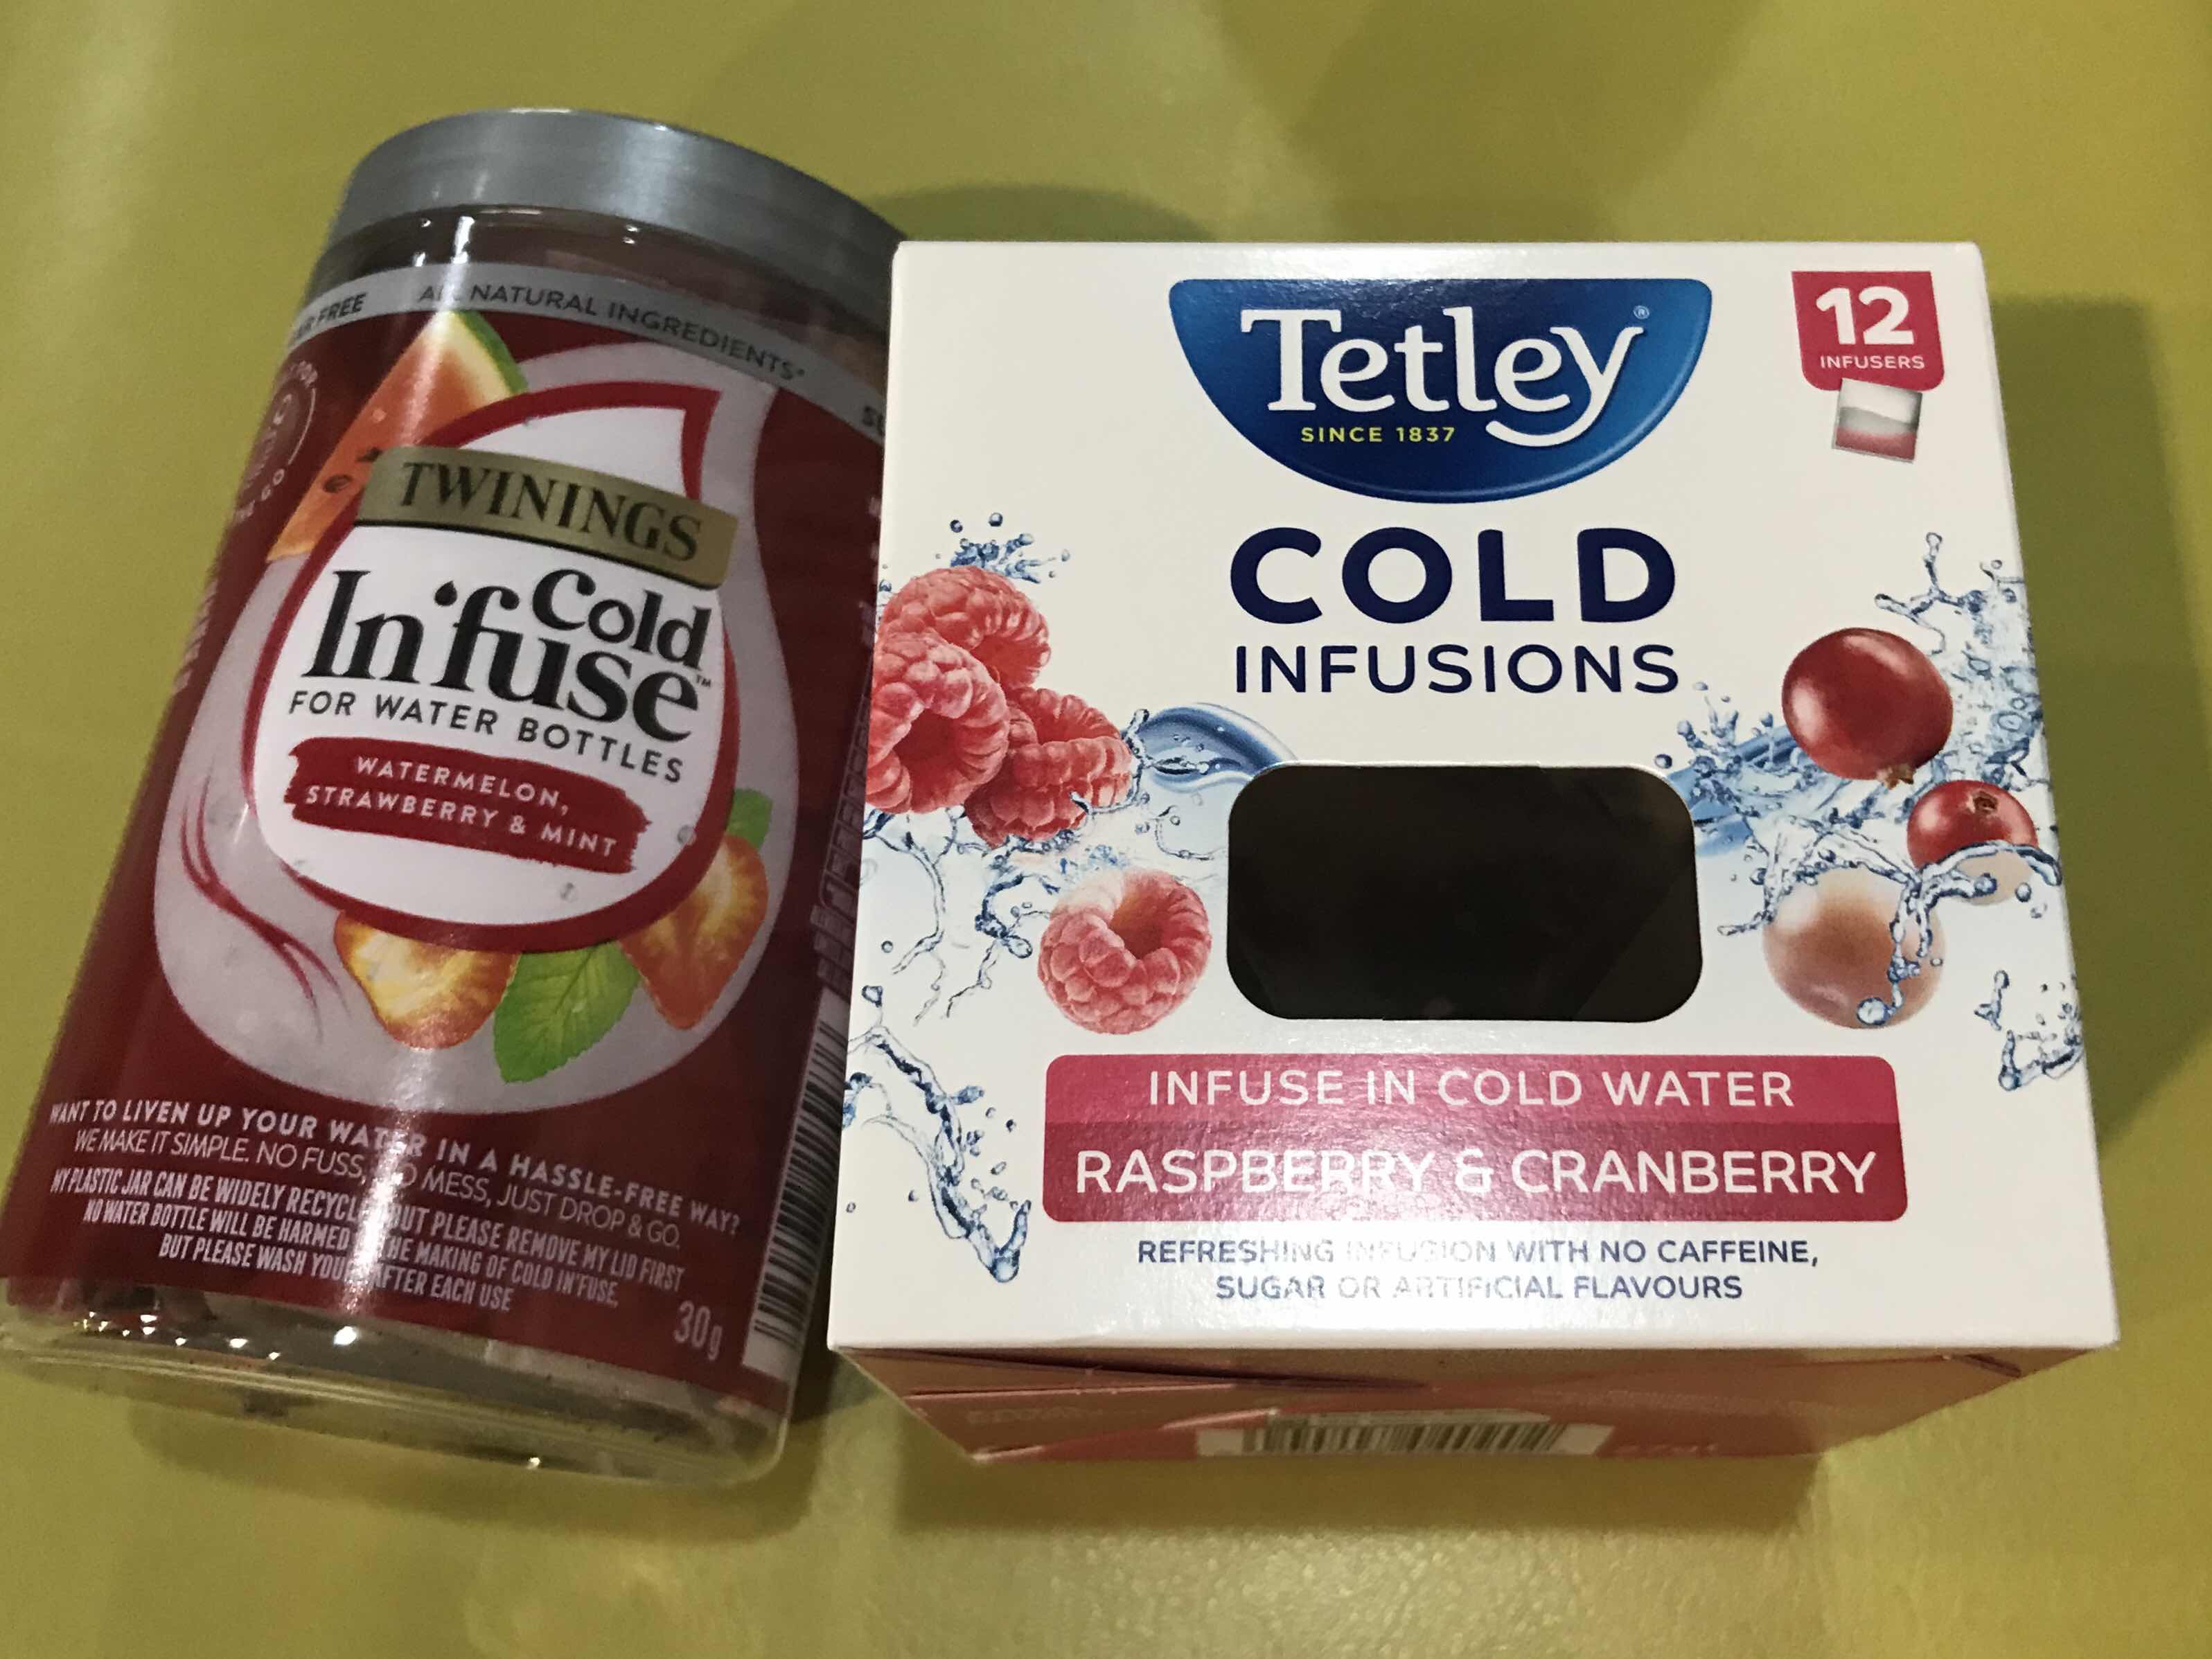 FREE
ALL NATURAL INGREDIENTS*
TWININGS
Cold
In'fuse™
FOR WATER BOTTLES
WATERMELON,
STRAWBERRY & MINT
WANT TO LIVEN UP YOUR WATER IN A HASSLE-FREE WAY?
WE MAKE IT SIMPLE. NO FUSS, NO MESS, JUST DROP & GO.
MY PLASTIC JAR CAN BE WIDELY RECYCLED BUT PLEASE REMOVE MY LID FIRST
NO WATER BOTTLE WILL BE HARMED IN THE MAKING OF COLD IN'FUSE,
BUT PLEASE WASH YOURS AFTER EACH USE
30g
Tetley®
SINCE 1837
12
INFUSERS
COLD
INFUSIONS
INFUSE IN COLD WATER
RASPBERRY & CRANBERRY
REFRESHING INFUSION WITH NO CAFFEINE,
SUGAR OR ARTIFICIAL FLAVOURS